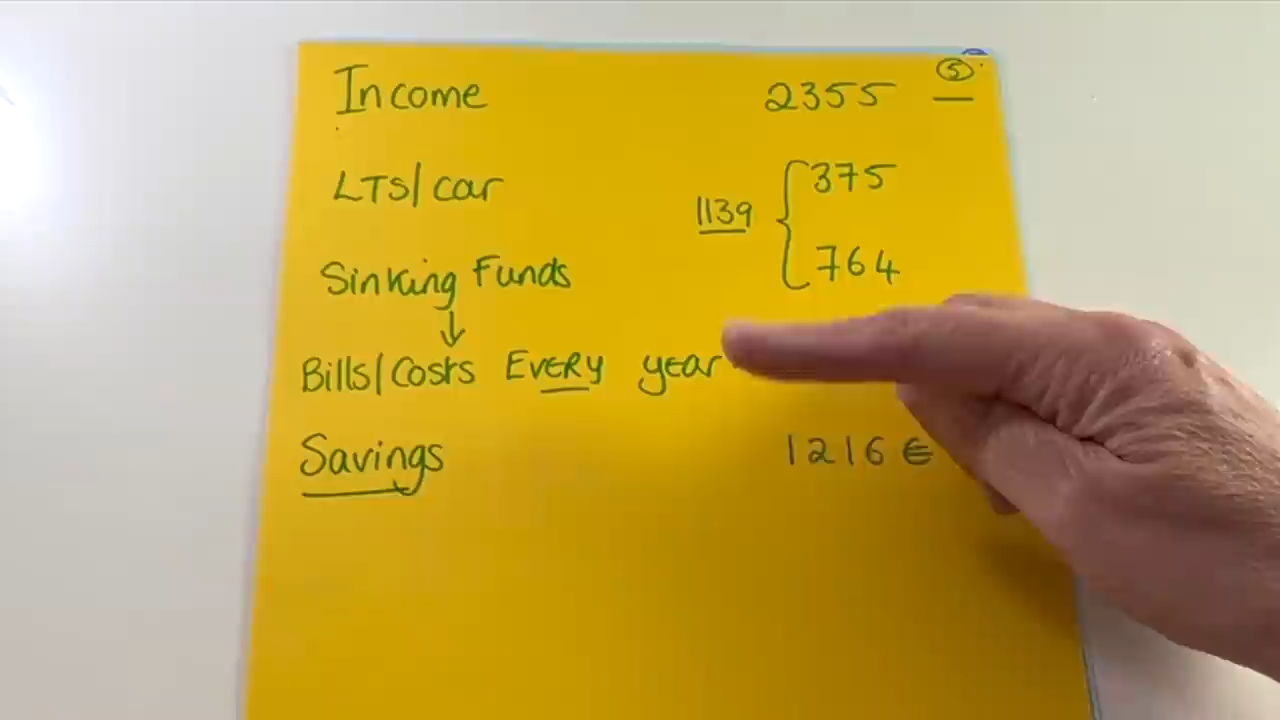 Income 2355 5
LTS/car 375
1139
Sinking Funds 764
↓
Bills/Costs EVERY year
Savings 1216 €